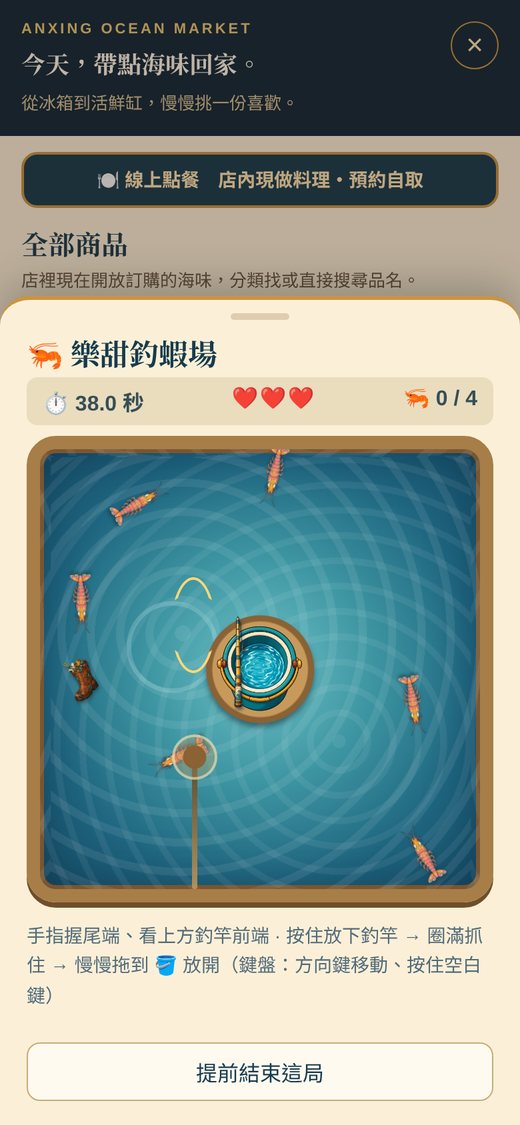 ANXING OCEAN MARKET
今天，帶點海味回家。
從冰箱到活鮮缸，慢慢挑一份喜歡。
🍽️ 線上點餐 店內現做料理・預約自取
全部商品
店裡現在開放訂購的海味，分類找或直接搜尋品名。
🦐 樂甜釣蝦場
⏱️ 38.0 秒 ❤️❤️❤️ 🦐 0 / 4
手指握尾端、看上方釣竿前端 · 按住放下釣竿 → 圈滿抓
住 → 慢慢拖到 🪣 放開（鍵盤：方向鍵移動、按住空白
鍵）
提前結束這局